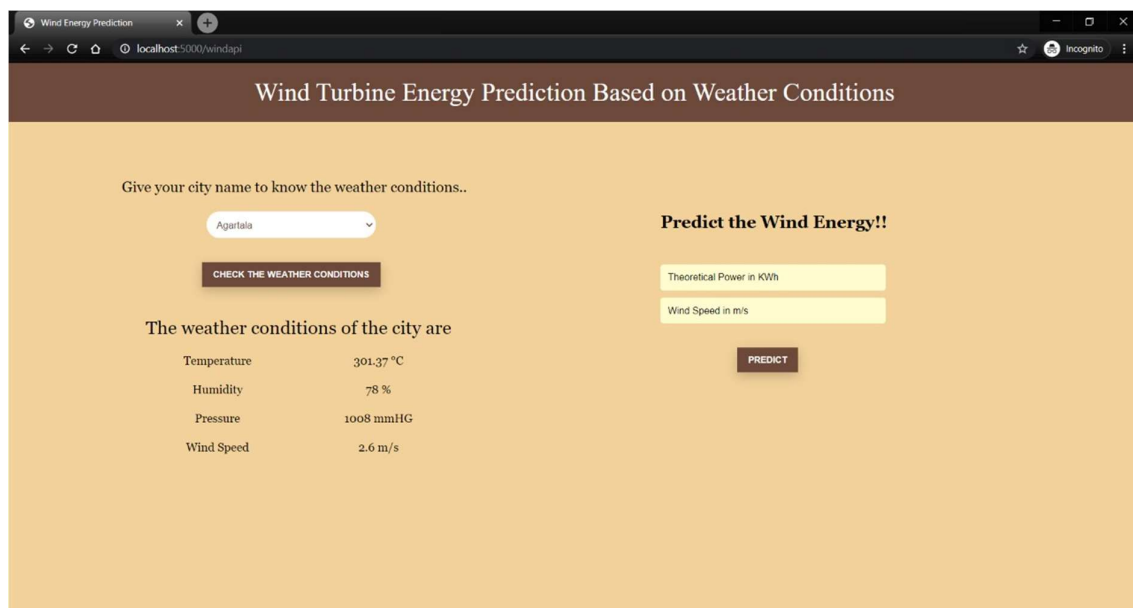 Wind Energy Prediction
localhost:5000/windapi
Incognito
Wind Turbine Energy Prediction Based on Weather Conditions
Give your city name to know the weather conditions..
Agartala
CHECK THE WEATHER CONDITIONS
The weather conditions of the city are
Temperature 301.37 °C
Humidity 78 %
Pressure 1008 mmHG
Wind Speed 2.6 m/s
Predict the Wind Energy!!
Theoretical Power in KWh
Wind Speed in m/s
PREDICT